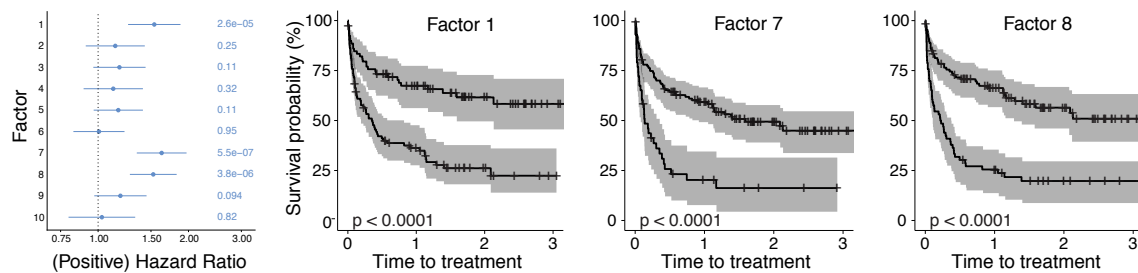 Factor
1 2.6e−05
2 0.25
3 0.11
4 0.32
5 0.11
6 0.95
7 5.5e−07
8 3.8e−06
9 0.094
10 0.82
0.75 1.00 1.50 2.00 3.00
(Positive) Hazard Ratio
Survival probability (%)
Factor 1
100
75
50
25
0
p < 0.0001
0 1 2 3
Time to treatment
Factor 7
100
75
50
25
0
p < 0.0001
0 1 2 3
Time to treatment
Factor 8
100
75
50
25
0
p < 0.0001
0 1 2 3
Time to treatment